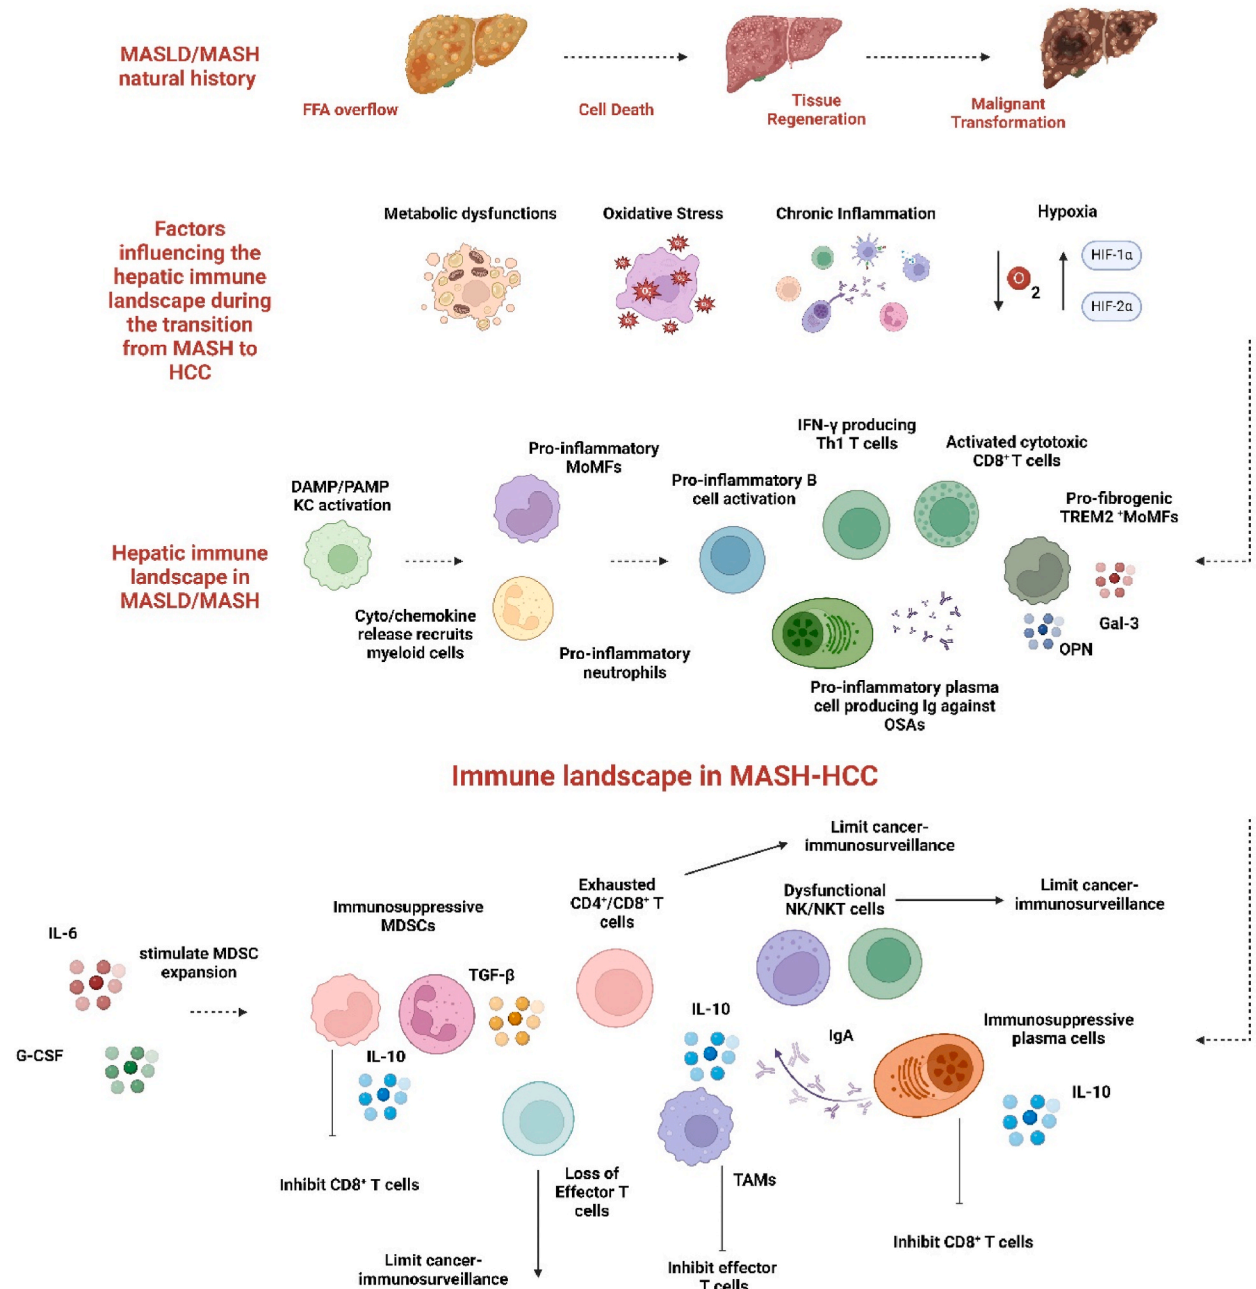 MASLD/MASH
natural history
FFA overflow
Cell Death
Tissue
Regeneration
Malignant
Transformation
Factors
influencing the
hepatic immune
landscape during
the transition
from MASH to
HCC
Metabolic dysfunctions
Oxidative Stress
Chronic Inflammation
Hypoxia
O
2
HIF-1α
HIF-2α
Hepatic immune
landscape in
MASLD/MASH
DAMP/PAMP
KC activation
Cyto/chemokine
release recruits
myeloid cells
Pro-inflammatory
MoMFs
Pro-inflammatory
neutrophils
Pro-inflammatory B
cell activation
IFN-γ producing
Th1 T cells
Activated cytotoxic
CD8⁺ T cells
Pro-inflammatory plasma
cell producing Ig against
OSAs
Pro-fibrogenic
TREM2 ⁺MoMFs
Gal-3
OPN
Immune landscape in MASH-HCC
IL-6
G-CSF
stimulate MDSC
expansion
Immunosuppressive
MDSCs
TGF-β
IL-10
Inhibit CD8⁺ T cells
Exhausted
CD4⁺/CD8⁺ T
cells
Limit cancer-
immunosurveillance
Loss of
Effector T
cells
Limit cancer-
immunosurveillance
Dysfunctional
NK/NKT cells
Limit cancer-
immunosurveillance
IL-10
TAMs
Inhibit effector
T cells
IgA
Immunosuppressive
plasma cells
IL-10
Inhibit CD8⁺ T cells